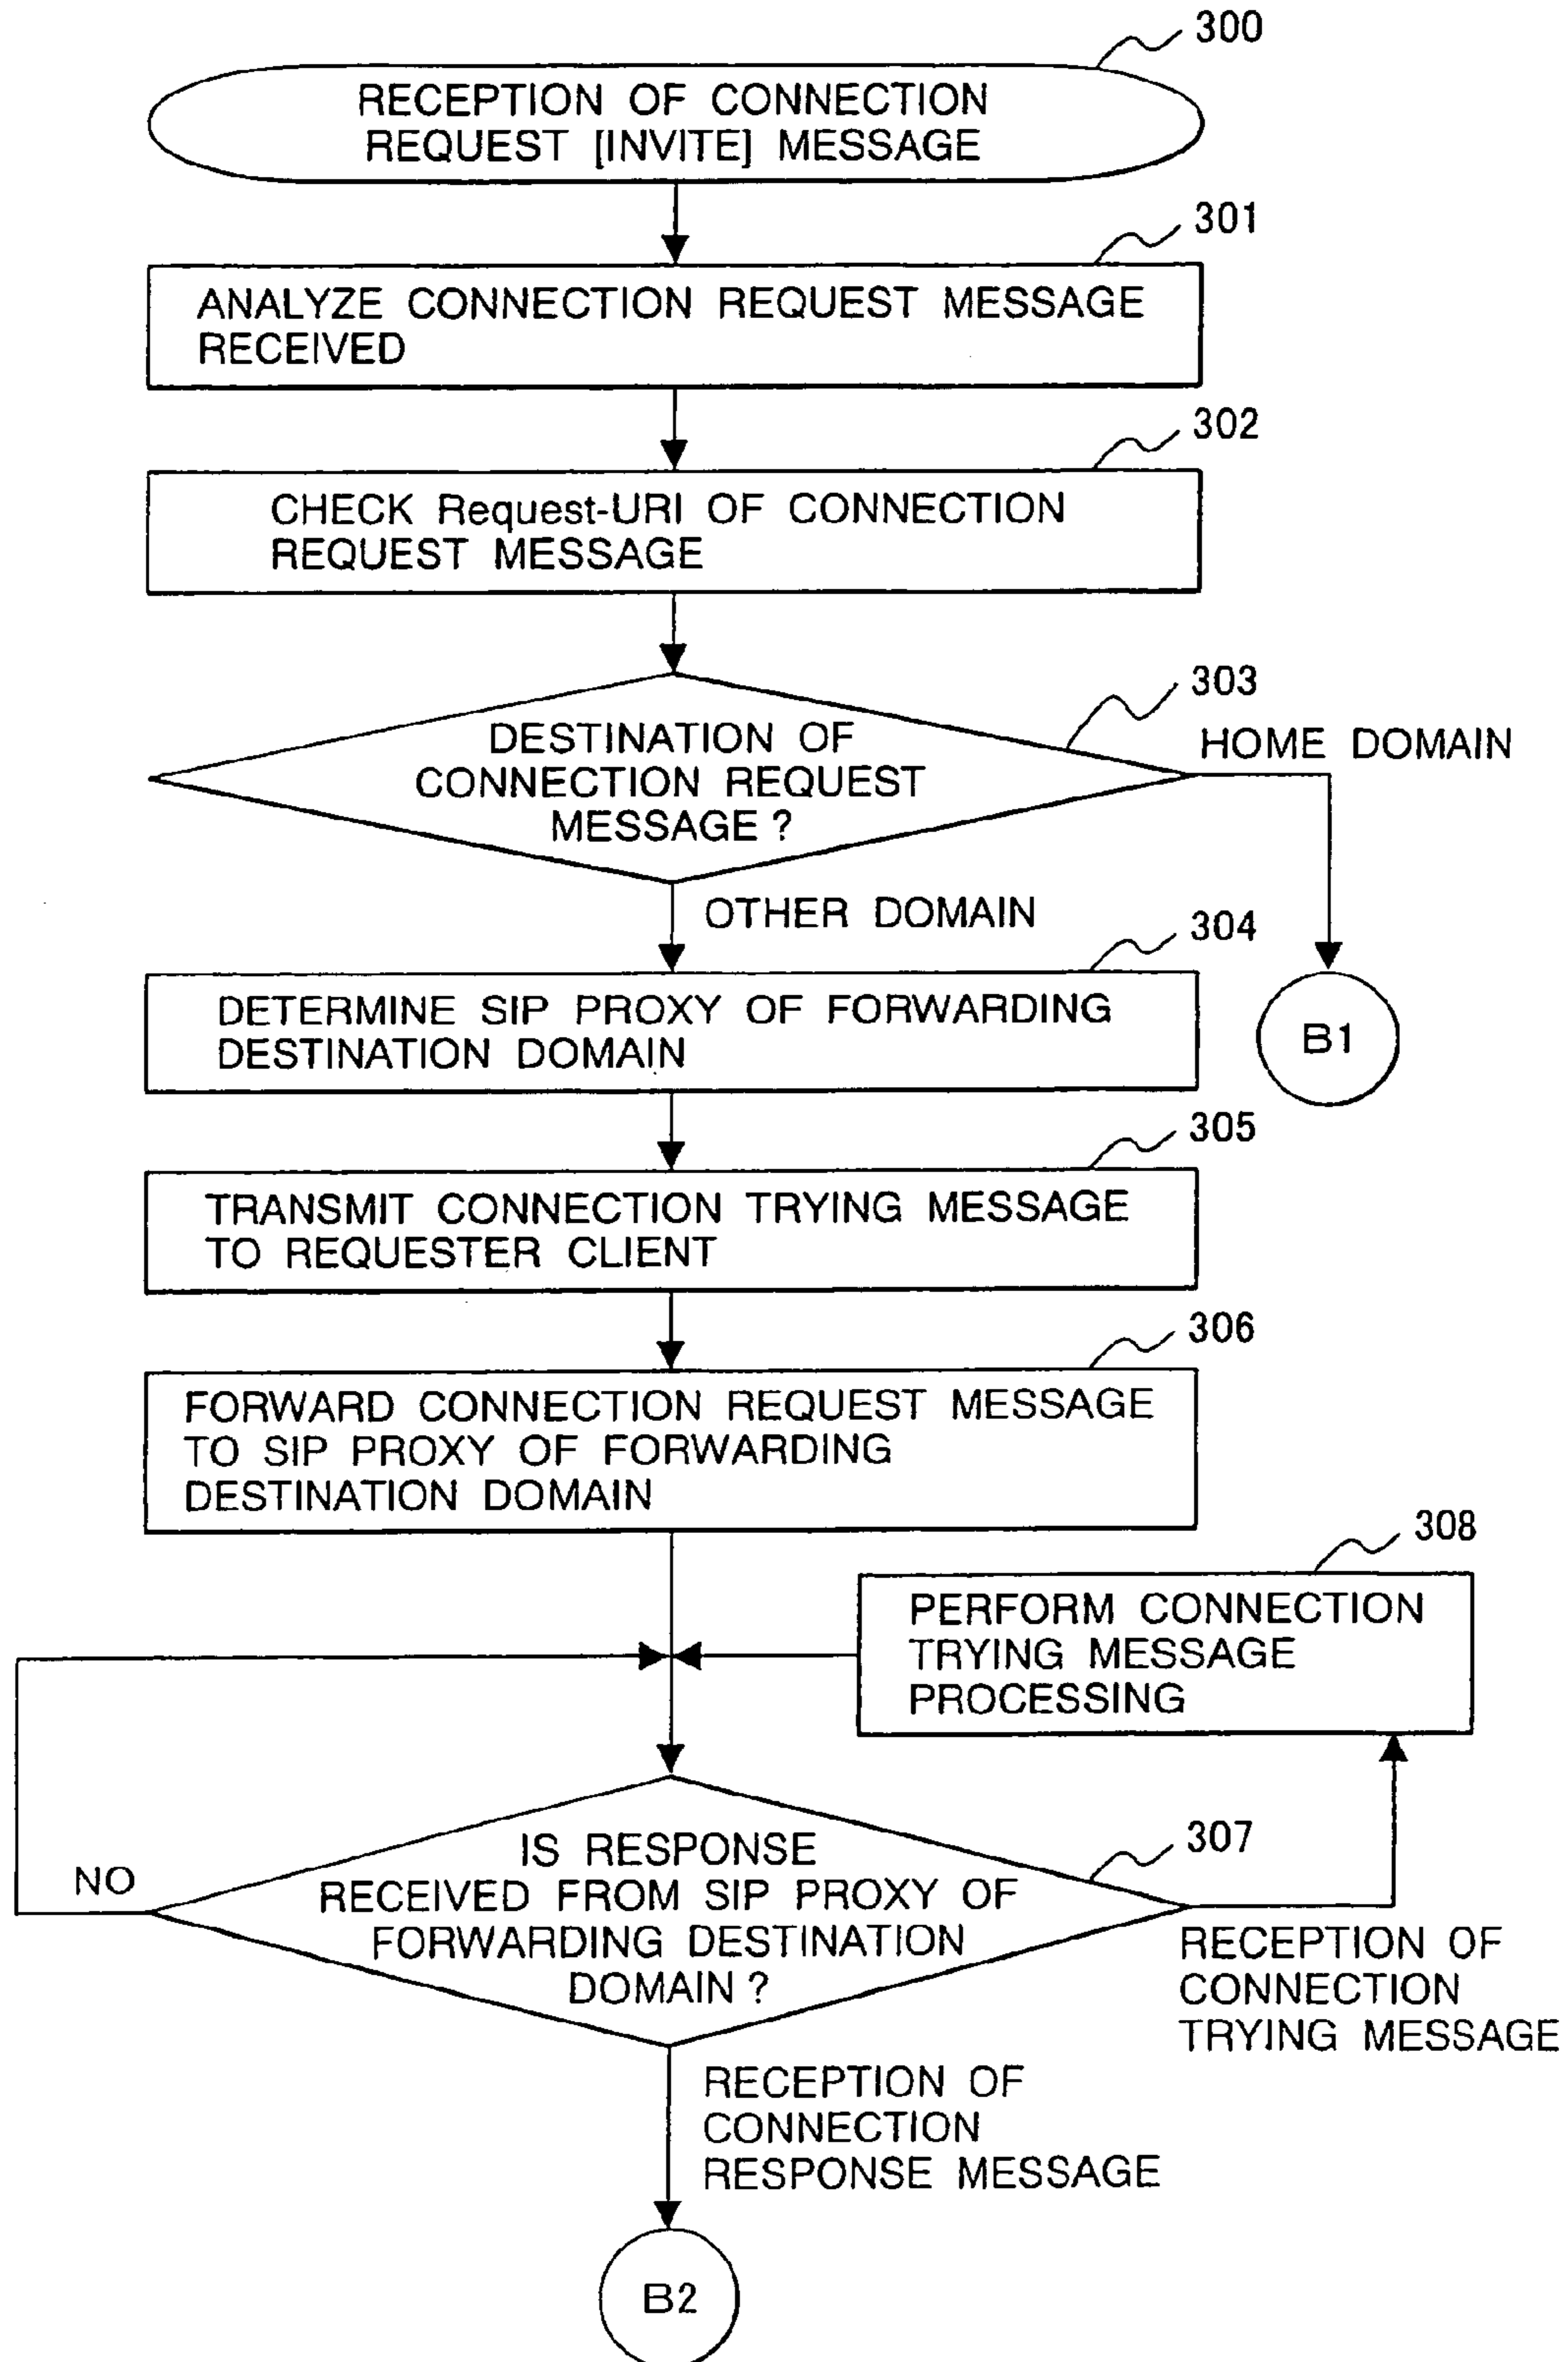 300
RECEPTION OF CONNECTION
REQUEST [INVITE] MESSAGE
301
ANALYZE CONNECTION REQUEST MESSAGE
RECEIVED
302
CHECK Request-URI OF CONNECTION
REQUEST MESSAGE
303
DESTINATION OF
CONNECTION REQUEST
MESSAGE ?
HOME DOMAIN
OTHER DOMAIN
304
DETERMINE SIP PROXY OF FORWARDING
DESTINATION DOMAIN
B1
305
TRANSMIT CONNECTION TRYING MESSAGE
TO REQUESTER CLIENT
306
FORWARD CONNECTION REQUEST MESSAGE
TO SIP PROXY OF FORWARDING
DESTINATION DOMAIN
308
PERFORM CONNECTION
TRYING MESSAGE
PROCESSING
307
IS RESPONSE
RECEIVED FROM SIP PROXY OF
FORWARDING DESTINATION
DOMAIN ?
NO
RECEPTION OF
CONNECTION
TRYING MESSAGE
RECEPTION OF
CONNECTION
RESPONSE MESSAGE
B2